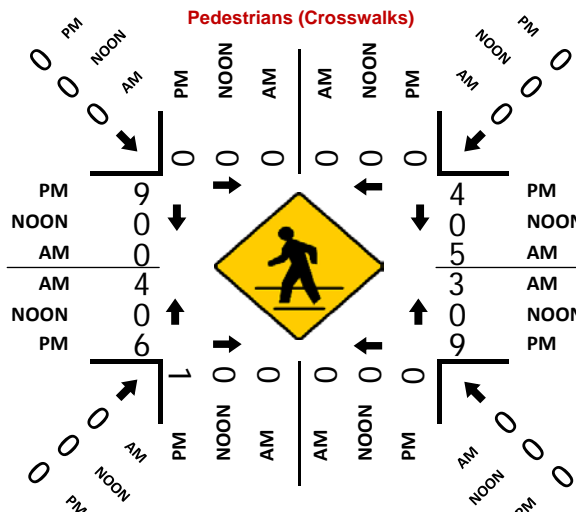 Pedestrians (Crosswalks)
0 PM
0 NOON
0 AM
PM NOON AM AM NOON PM
PM 0
NOON 0
AM 0
0 0 0 0 0 0
PM 9 4 PM
NOON 0 0 NOON
AM 0 5 AM
AM 4 3 AM
NOON 0 0 NOON
PM 6 9 PM
1 0 0 0 0 0
PM NOON AM AM NOON PM
0 AM
0 NOON
0 PM
AM 0
NOON 0
PM 0